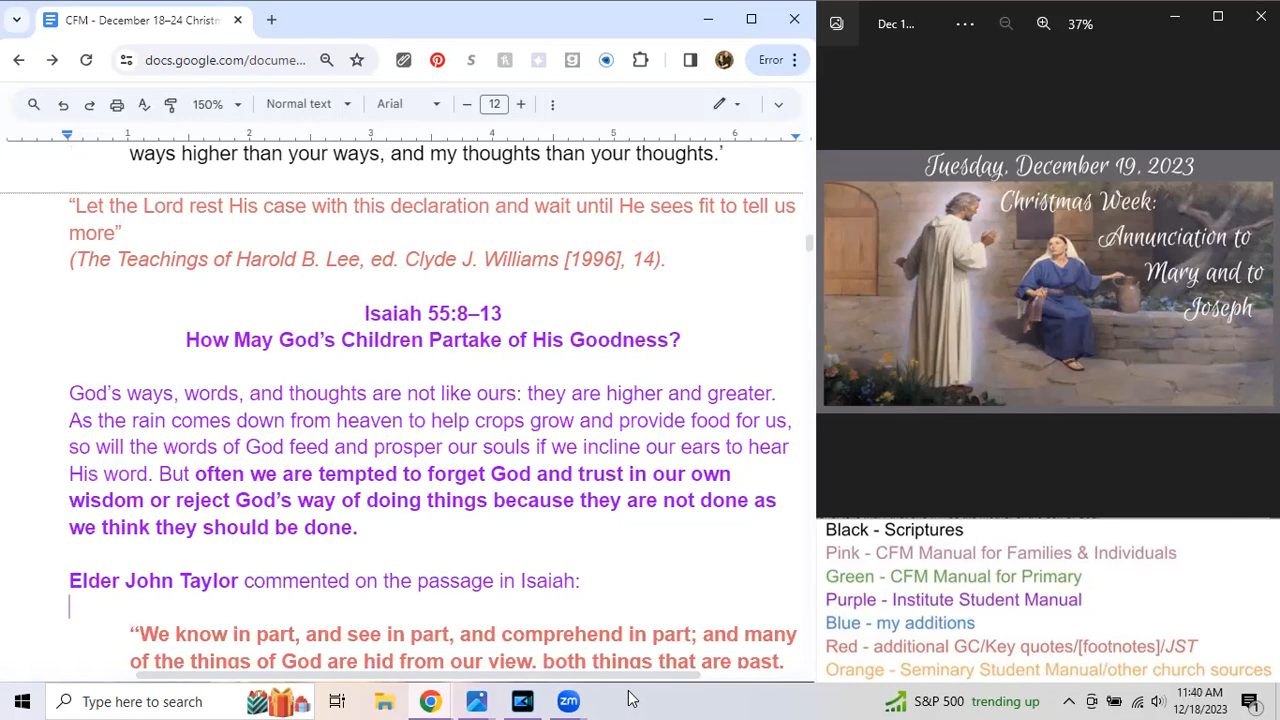 CFM - December 18–24 Christm
docs.google.com/docume...
Error
150%
Normal text
Arial
12
1 2 3 4 5 6
ways higher than your ways, and my thoughts than your thoughts.’
“Let the Lord rest His case with this declaration and wait until He sees fit to tell us
more”
(The Teachings of Harold B. Lee, ed. Clyde J. Williams [1996], 14).
Isaiah 55:8–13
How May God’s Children Partake of His Goodness?
God’s ways, words, and thoughts are not like ours: they are higher and greater.
As the rain comes down from heaven to help crops grow and provide food for us,
so will the words of God feed and prosper our souls if we incline our ears to hear
His word. But often we are tempted to forget God and trust in our own
wisdom or reject God’s way of doing things because they are not done as
we think they should be done.
Elder John Taylor commented on the passage in Isaiah:
“We know in part, and see in part, and comprehend in part; and many
of the things of God are hid from our view, both things that are past,
Dec 1...
37%
Tuesday, December 19, 2023
Christmas Week:
Annunciation to
Mary and to
Joseph
Black - Scriptures
Pink - CFM Manual for Families & Individuals
Green - CFM Manual for Primary
Purple - Institute Student Manual
Blue - my additions
Red - additional GC/Key quotes/[footnotes]/JST
Orange - Seminary Student Manual/other church sources
Type here to search
zm
S&P 500 trending up
11:40 AM
12/18/2023
1